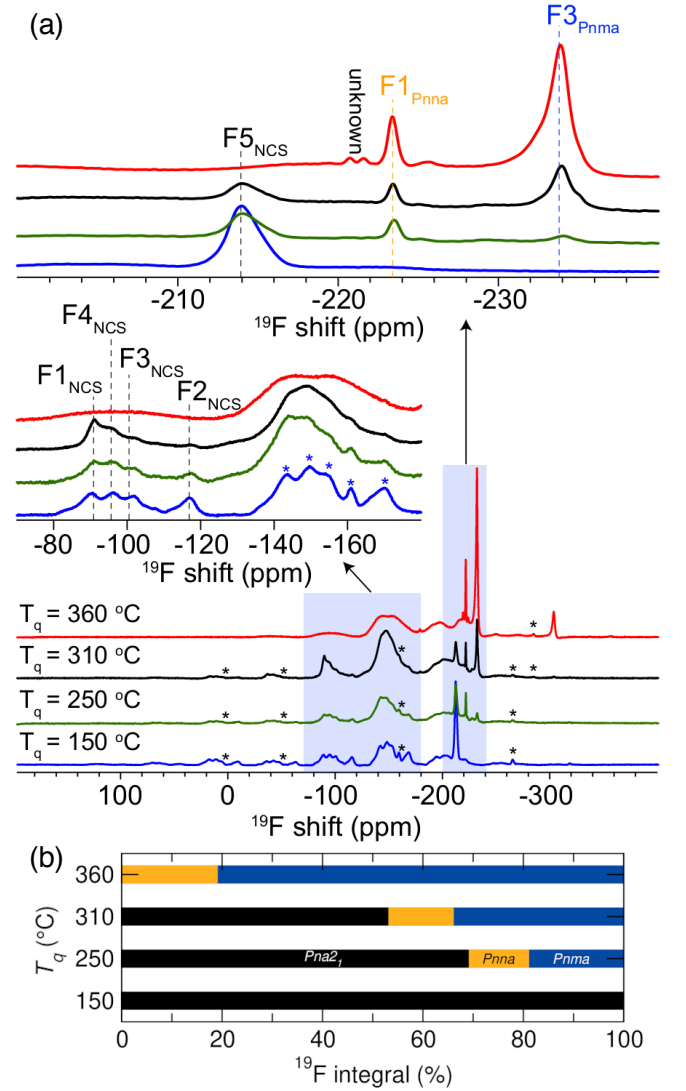 (a)
F3Pnma
F1Pnna
unknown
F5NCS
-210 -220 -230
19F shift (ppm)
F4NCS
F3NCS
F1NCS
F2NCS
* * * * *
-80 -100 -120 -140 -160
19F shift (ppm)
Tq = 360 °C
*
Tq = 310 °C
* * * * *
Tq = 250 °C
* * * *
Tq = 150 °C
* * * *
100 0 -100 -200 -300
19F shift (ppm)
(b)
360
310
250
150
Tq (°C)
Pna21 Pnna Pnma
0 20 40 60 80 100
19F integral (%)